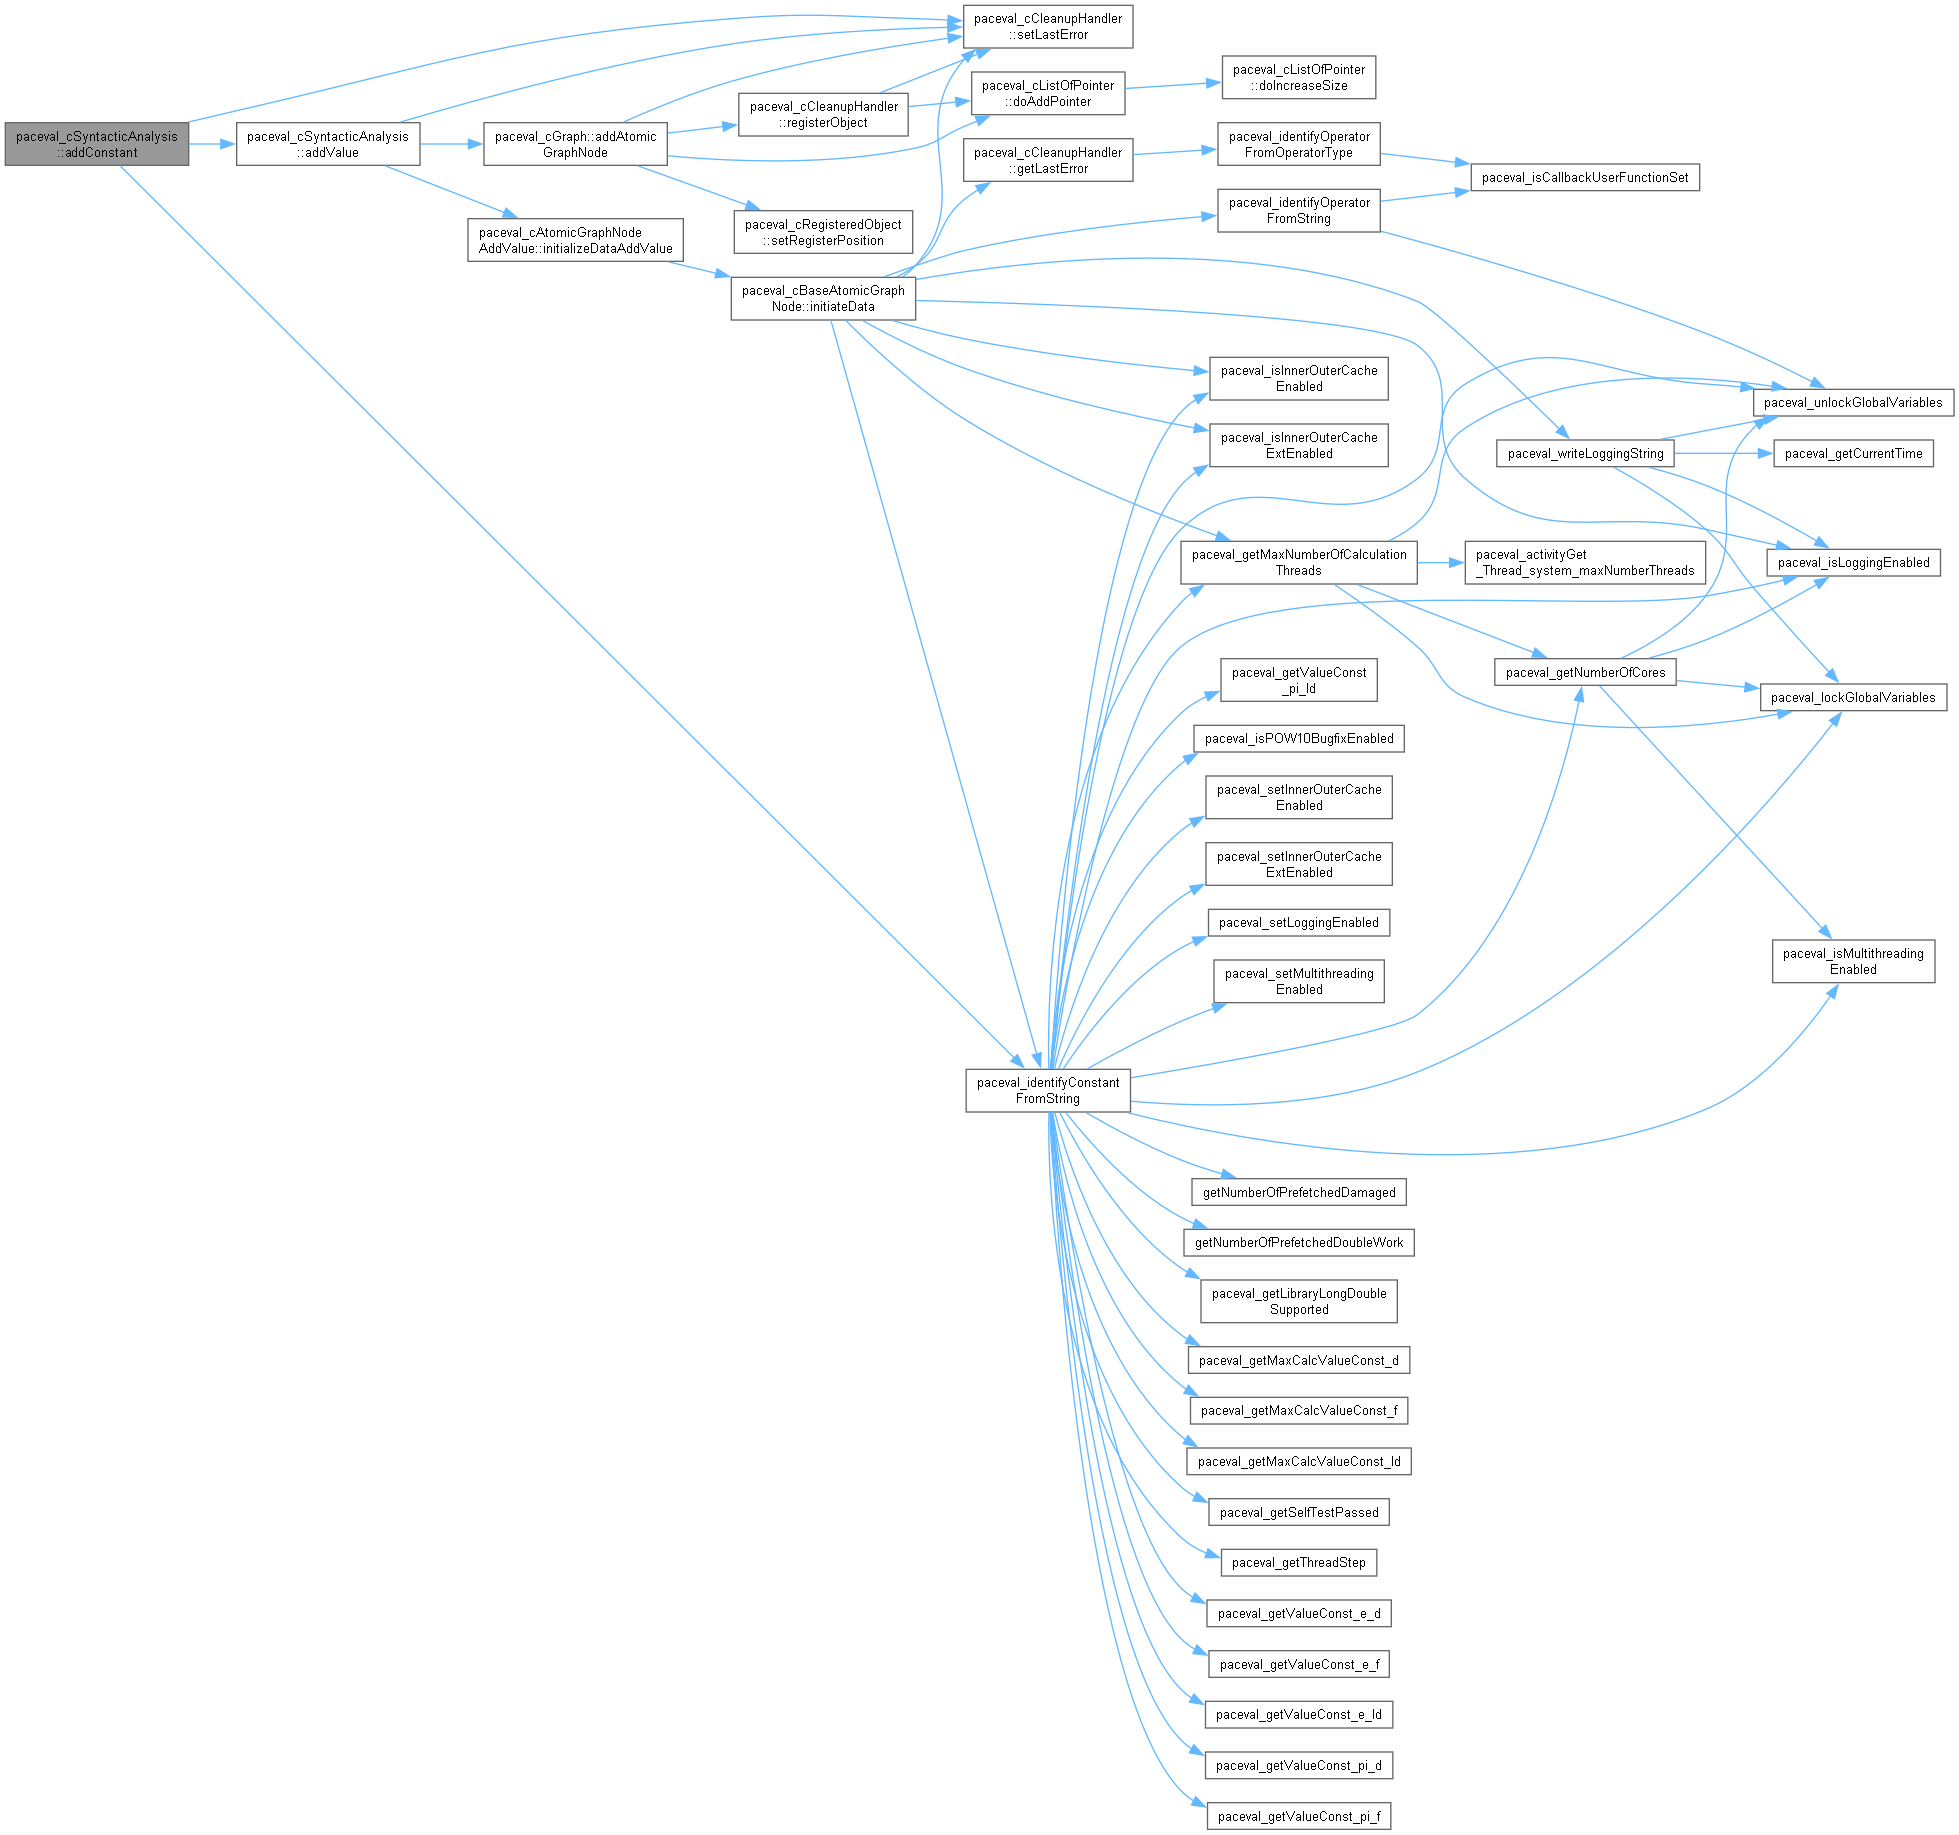 paceval_cSyntacticAnalysis
::addConstant
paceval_cSyntacticAnalysis
::addValue
paceval_cGraph::addAtomic
GraphNode
paceval_cAtomicGraphNode
AddValue::initializeDataAddValue
paceval_cCleanupHandler
::registerObject
paceval_cRegisteredObject
::setRegisterPosition
paceval_cBaseAtomicGraph
Node::initiateData
paceval_cCleanupHandler
::setLastError
paceval_cListOfPointer
::doAddPointer
paceval_cCleanupHandler
::getLastError
paceval_identifyConstant
FromString
paceval_cListOfPointer
::doIncreaseSize
paceval_identifyOperator
FromOperatorType
paceval_identifyOperator
FromString
paceval_isInnerOuterCache
Enabled
paceval_isInnerOuterCache
ExtEnabled
paceval_getMaxNumberOfCalculation
Threads
paceval_getValueConst
_pi_ld
paceval_isPOW10BugfixEnabled
paceval_setInnerOuterCache
Enabled
paceval_setInnerOuterCache
ExtEnabled
paceval_setLoggingEnabled
paceval_setMultithreading
Enabled
getNumberOfPrefetchedDamaged
getNumberOfPrefetchedDoubleWork
paceval_getLibraryLongDouble
Supported
paceval_getMaxCalcValueConst_d
paceval_getMaxCalcValueConst_f
paceval_getMaxCalcValueConst_ld
paceval_getSelfTestPassed
paceval_getThreadStep
paceval_getValueConst_e_d
paceval_getValueConst_e_f
paceval_getValueConst_e_ld
paceval_getValueConst_pi_d
paceval_getValueConst_pi_f
paceval_isCallbackUserFunctionSet
paceval_writeLoggingString
paceval_activityGet
_Thread_system_maxNumberThreads
paceval_getNumberOfCores
paceval_unlockGlobalVariables
paceval_getCurrentTime
paceval_isLoggingEnabled
paceval_lockGlobalVariables
paceval_isMultithreading
Enabled